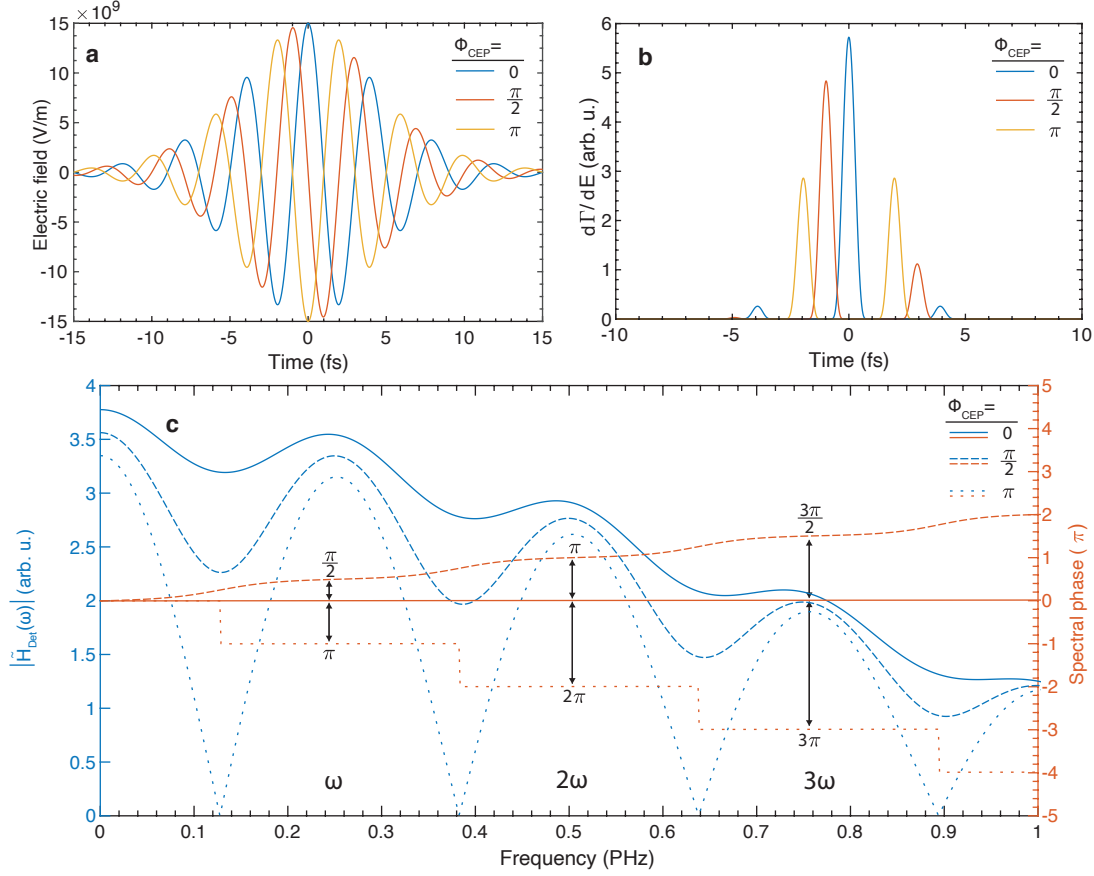 ×10⁹
a
Φ_CEP=
0
π/2
π
15
10
5
0
-5
-10
-15
Electric field (V/m)
-15 -10 -5 0 5 10 15
Time (fs)
b
Φ_CEP=
0
π/2
π
6
5
4
3
2
1
0
dΓ/dE (arb. u.)
-10 -5 0 5 10
Time (fs)
c
Φ_CEP=
0
π/2
π
4
3.5
3
2.5
2
1.5
1
0.5
0
|H̃_Det(ω)| (arb. u.)
π/2 π 3π/2
π 2π 3π
ω 2ω 3ω
5
4
3
2
1
0
-1
-2
-3
-4
-5
Spectral phase ( π )
0 0.1 0.2 0.3 0.4 0.5 0.6 0.7 0.8 0.9 1
Frequency (PHz)